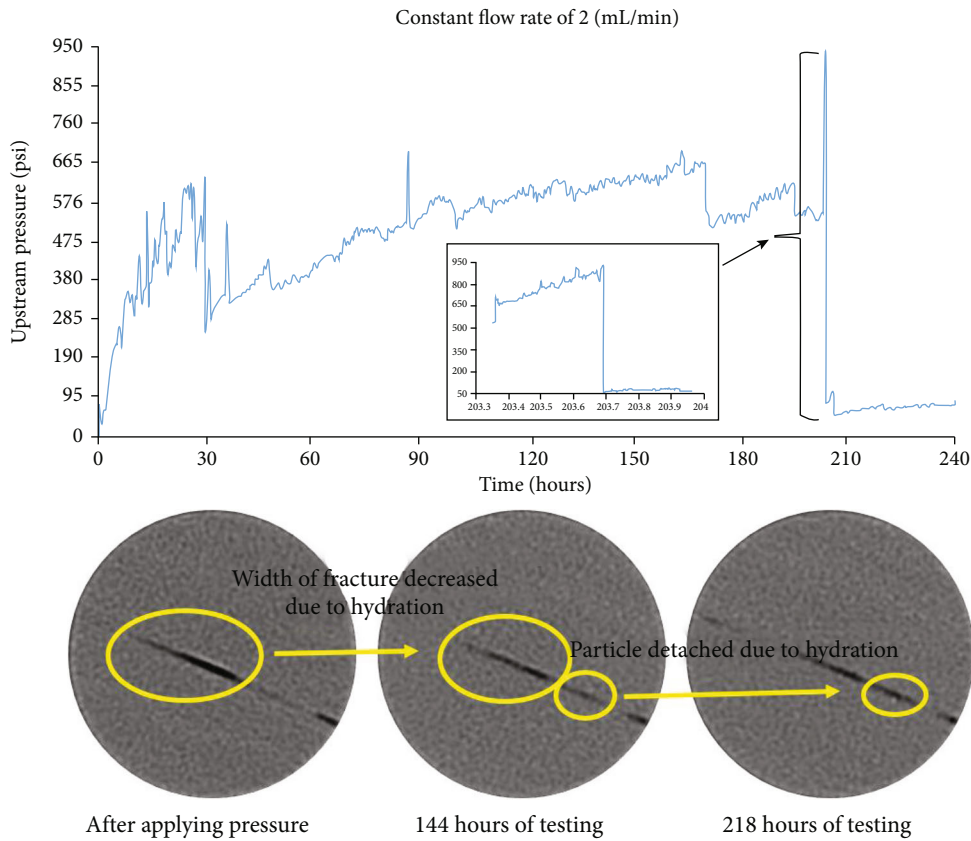 Constant flow rate of 2 (mL/min)
Upstream pressure (psi)
950
855
760
665
576
475
380
285
190
95
0
950
800
650
500
350
200
50
203.3 203.4 203.5 203.6 203.7 203.8 203.9 204
0 30 60 90 120 150 180 210 240
Time (hours)
Width of fracture decreased
due to hydration
Particle detached due to hydration
After applying pressure
144 hours of testing
218 hours of testing